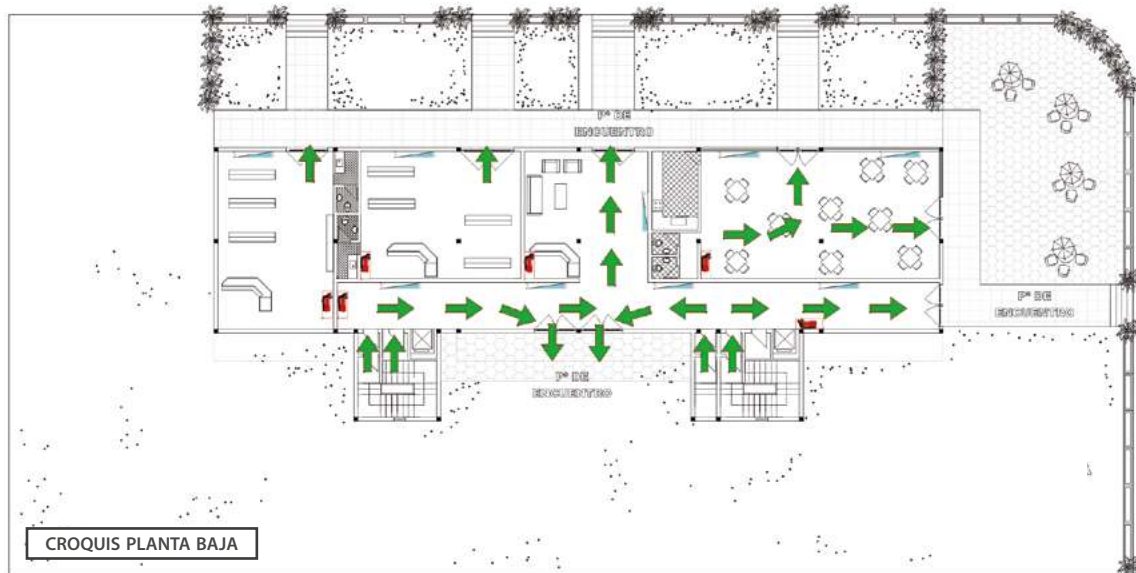 Pº DE
ENCUENTRO
Pº DE
ENCUENTRO
Pº DE
ENCUENTRO
CROQUIS PLANTA BAJA